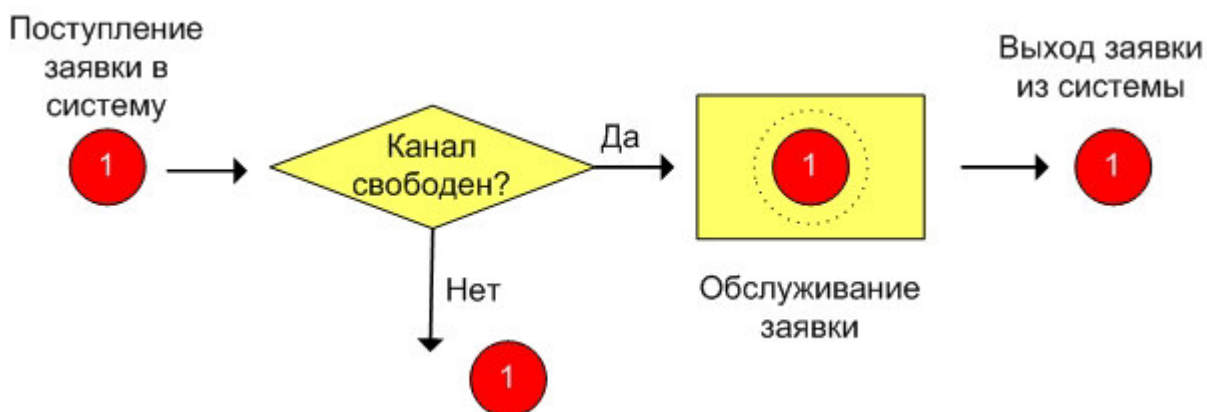 Поступление
заявки в
систему
1
Канал
свободен?
Да
Нет
1
1
Обслуживание
заявки
Выход заявки
из системы
1